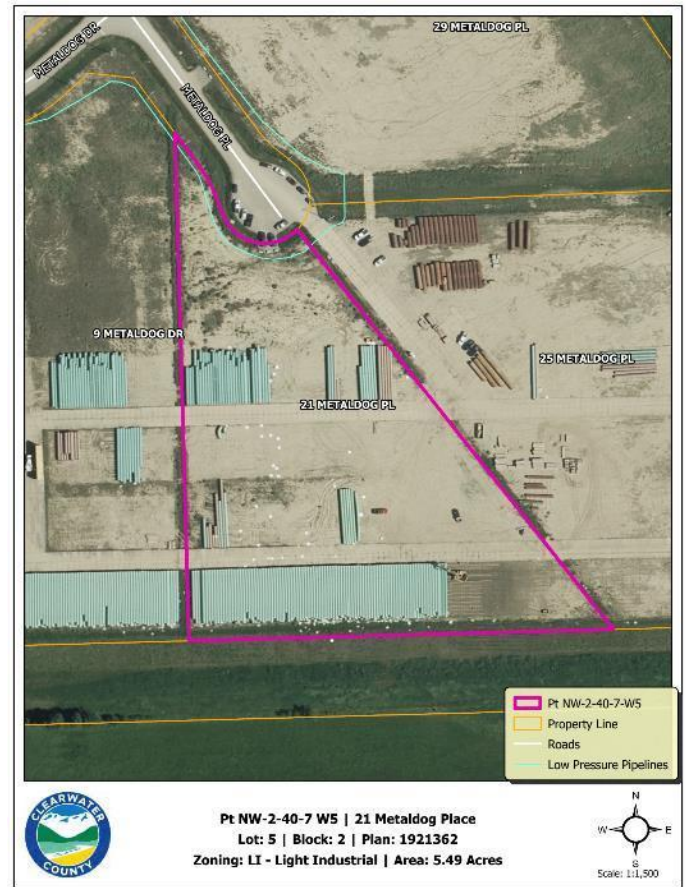 29 METALDOG PL
METALDOG DR
METALDOG PL
9 METALDOG DR
25 METALDOG PL
21 METALDOG PL
Pt NW-2-40-7-W5
Property Line
Roads
Low Pressure Pipelines
CLEARWATER
COUNTY
Pt NW-2-40-7 W5 | 21 Metaldog Place
Lot: 5 | Block: 2 | Plan: 1921362
Zoning: LI - Light Industrial | Area: 5.49 Acres
N
W E
S
Scale: 1:1,500